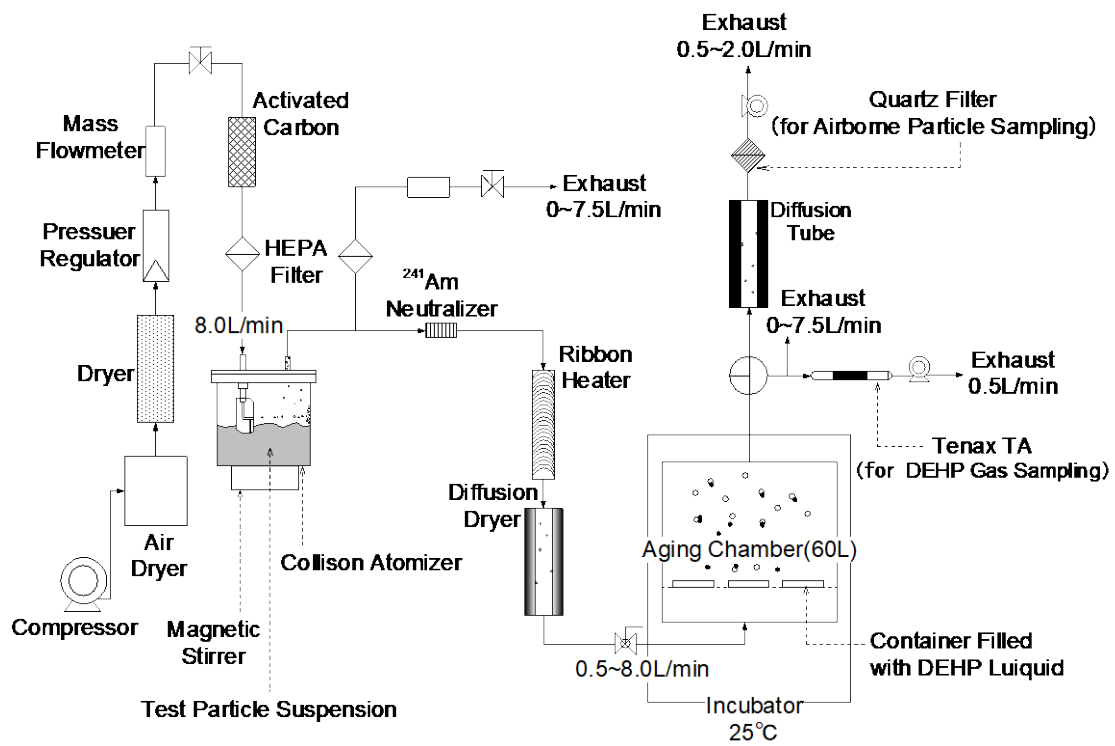 Exhaust
0.5~2.0L/min
Activated
Carbon
Mass
Flowmeter
Quartz Filter
(for Airborne Particle Sampling)
Exhaust
0~7.5L/min
Pressuer
Regulator
HEPA
Filter
Diffusion
Tube
241Am
Neutralizer
Exhaust
0~7.5L/min
8.0L/min
Ribbon
Heater
Dryer
Exhaust
0.5L/min
Tenax TA
(for DEHP Gas Sampling)
Diffusion
Dryer
Aging Chamber(60L)
Air
Dryer
Collison Atomizer
Compressor
Magnetic
Stirrer
Container Filled
with DEHP Luiquid
0.5~8.0L/min
Test Particle Suspension
Incubator
25℃